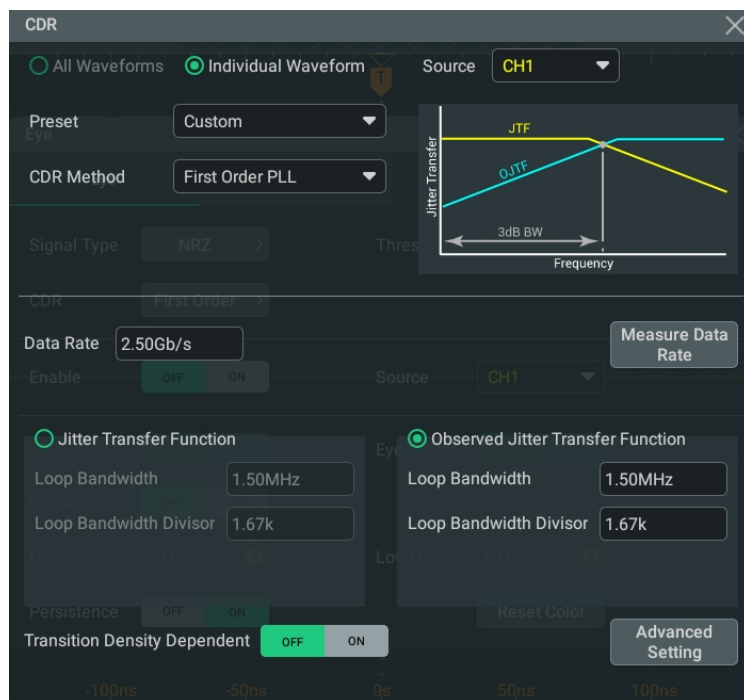 CDR
All Waveforms Individual Waveform Source CH1
T
Preset Custom
Eye
JTF
OJTF
Jitter Transfer
3dB BW
Frequency
CDR Method First Order PLL
Signal Type NRZ Thres
CDR First Order
Data Rate 2.50Gb/s Measure Data Rate
Enable OFF ON Source CH1
Jitter Transfer Function
Loop Bandwidth 1.50MHz
Loop Bandwidth Divisor 1.67k
Observed Jitter Transfer Function
Loop Bandwidth 1.50MHz
Loop Bandwidth Divisor 1.67k
Persistence OFF ON Reset Color
Transition Density Dependent OFF ON Advanced Setting
-100ns -50ns 0s 50ns 100ns